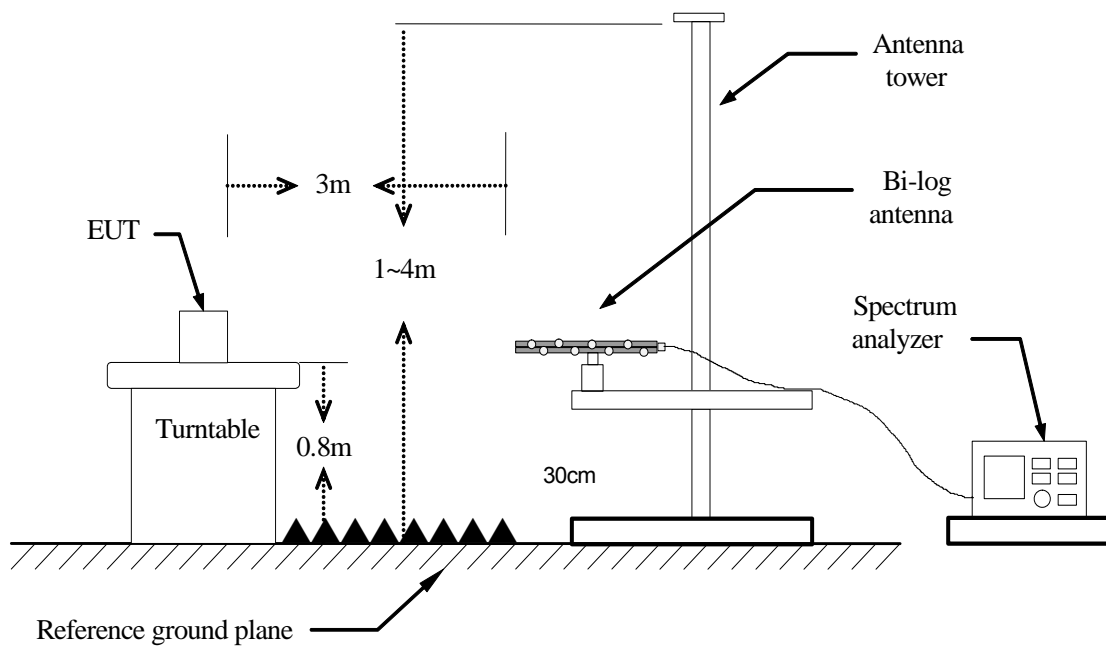 Antenna
tower
3m
Bi-log
antenna
EUT
1~4m
Spectrum
analyzer
Turntable
0.8m
30cm
Reference ground plane